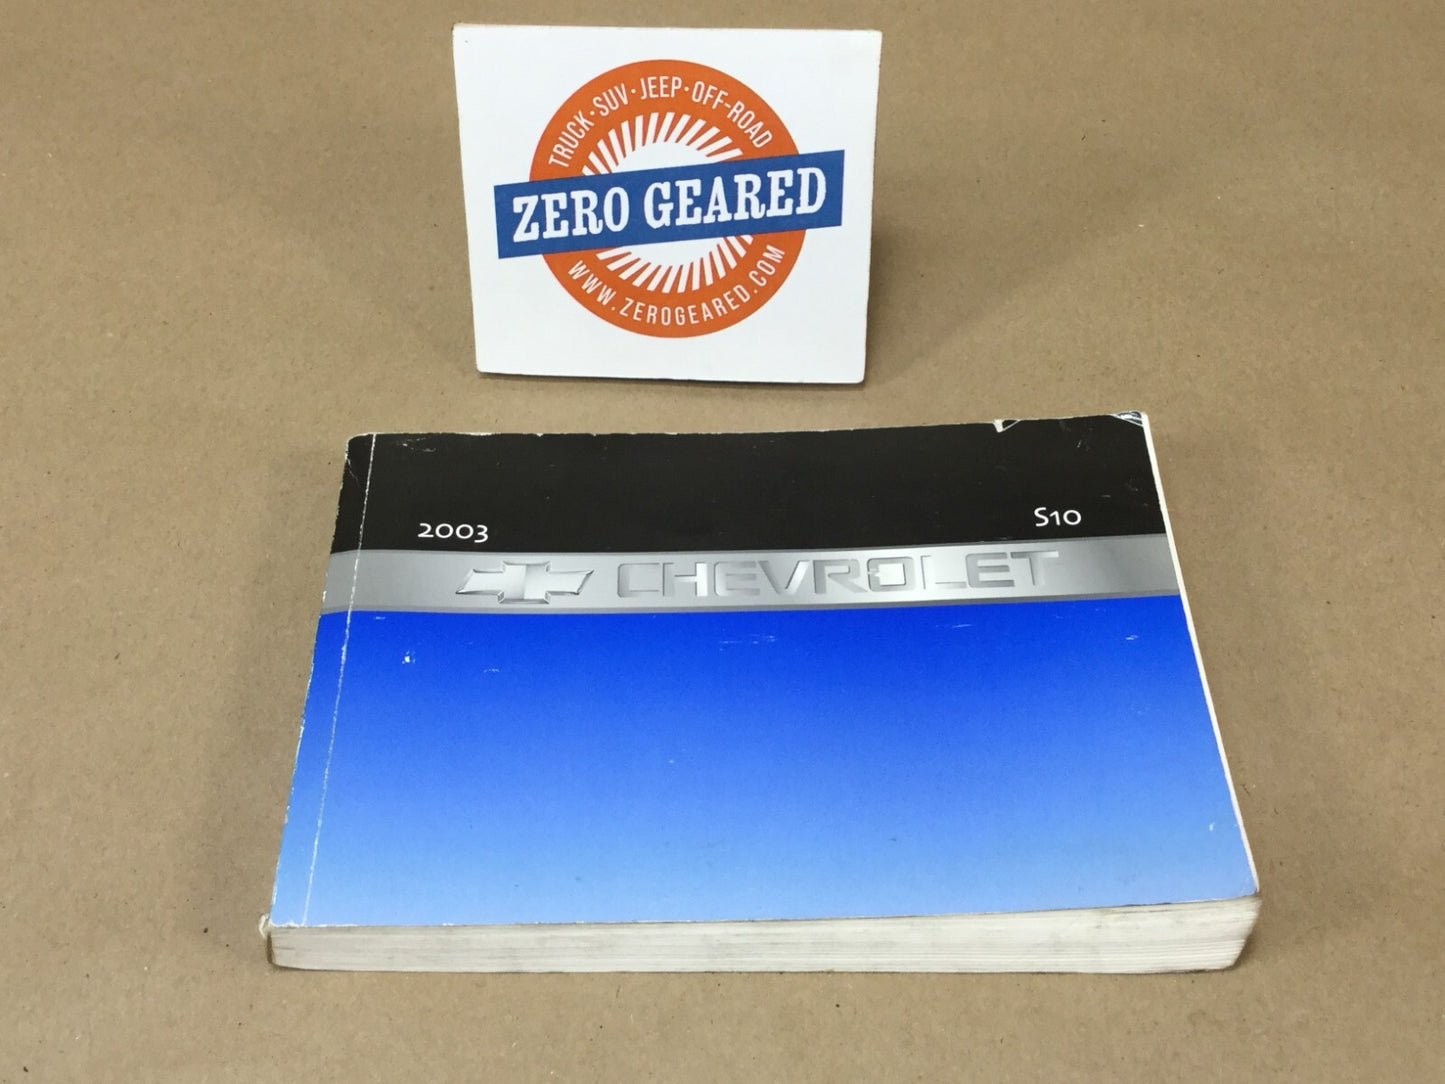 TRUCK·SUV·JEEP·OFF-ROAD
ZERO GEARED
WWW.ZEROGEARED.COM
2003
S10
CHEVROLET